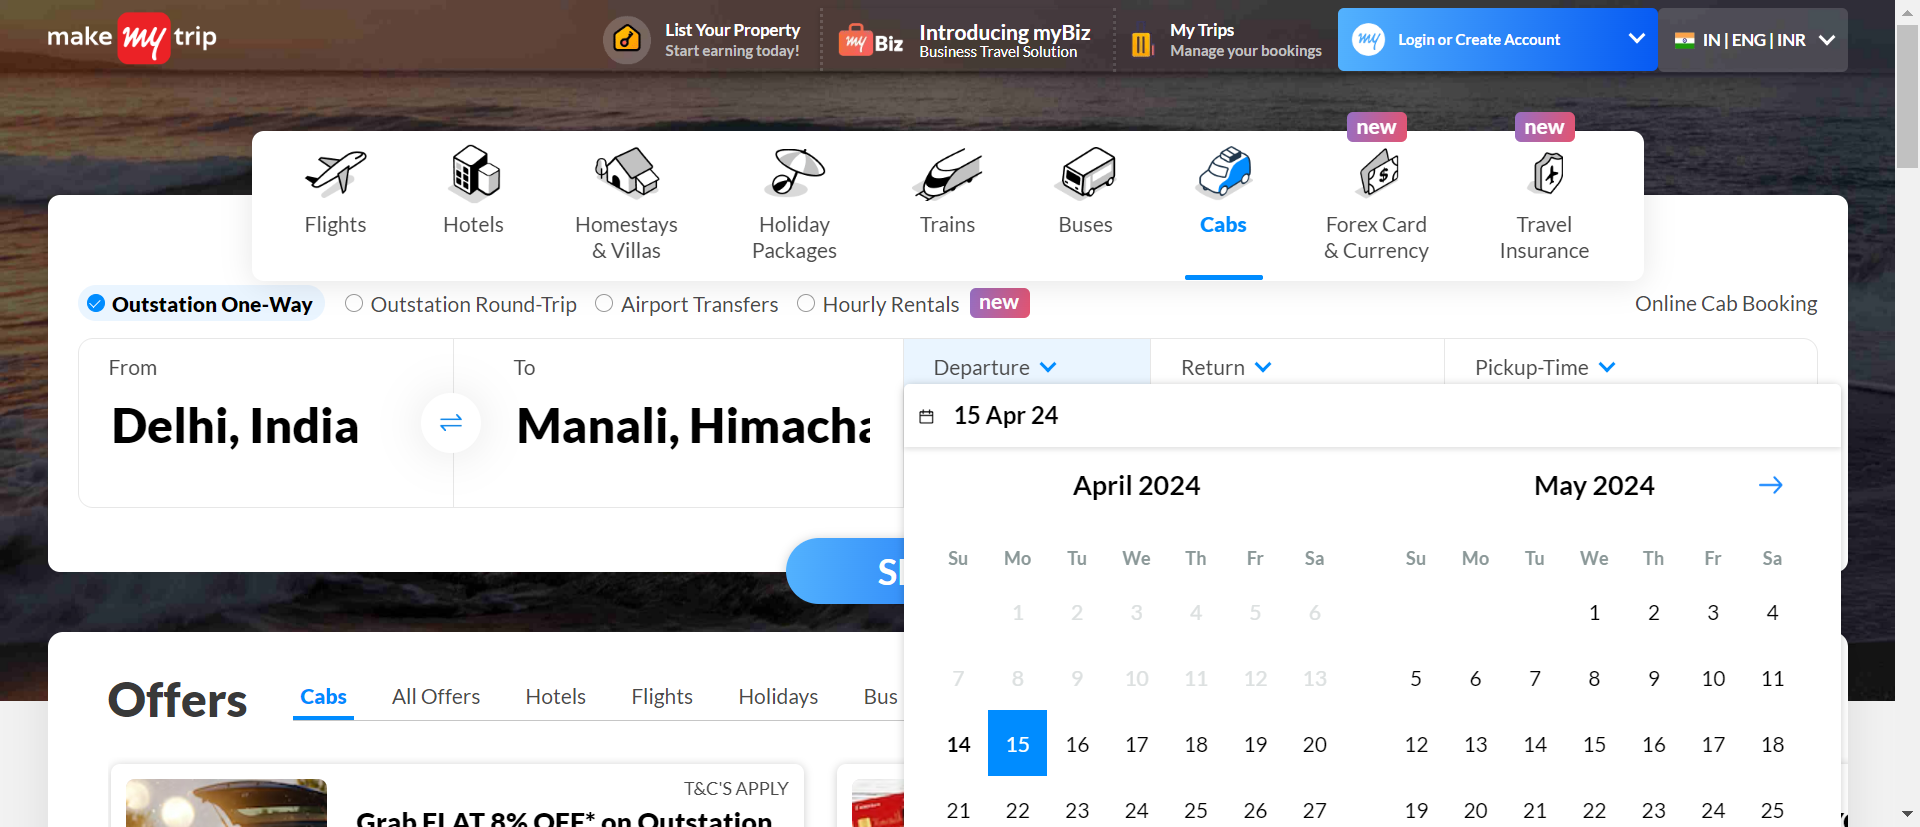 make my trip
List Your Property
Start earning today!
my Biz
Introducing myBiz
Business Travel Solution
My Trips
Manage your bookings
my Login or Create Account
IN | ENG | INR
new
new
Flights
Hotels
Homestays
& Villas
Holiday
Packages
Trains
Buses
Cabs
Forex Card
& Currency
Travel
Insurance
Outstation One-Way
Outstation Round-Trip
Airport Transfers
Hourly Rentals
new
Online Cab Booking
From
To
Departure
Return
Pickup-Time
Delhi, India
Manali, Himacha
15 Apr 24
April 2024
May 2024
Su Mo Tu We Th Fr Sa
1 2 3 4 5 6
7 8 9 10 11 12 13
14 15 16 17 18 19 20
21 22 23 24 25 26 27
Su Mo Tu We Th Fr Sa
1 2 3 4
5 6 7 8 9 10 11
12 13 14 15 16 17 18
19 20 21 22 23 24 25
Offers
Cabs
All Offers
Hotels
Flights
Holidays
Bus
T&C'S APPLY
Grab FLAT 8% OFF* on Outstation